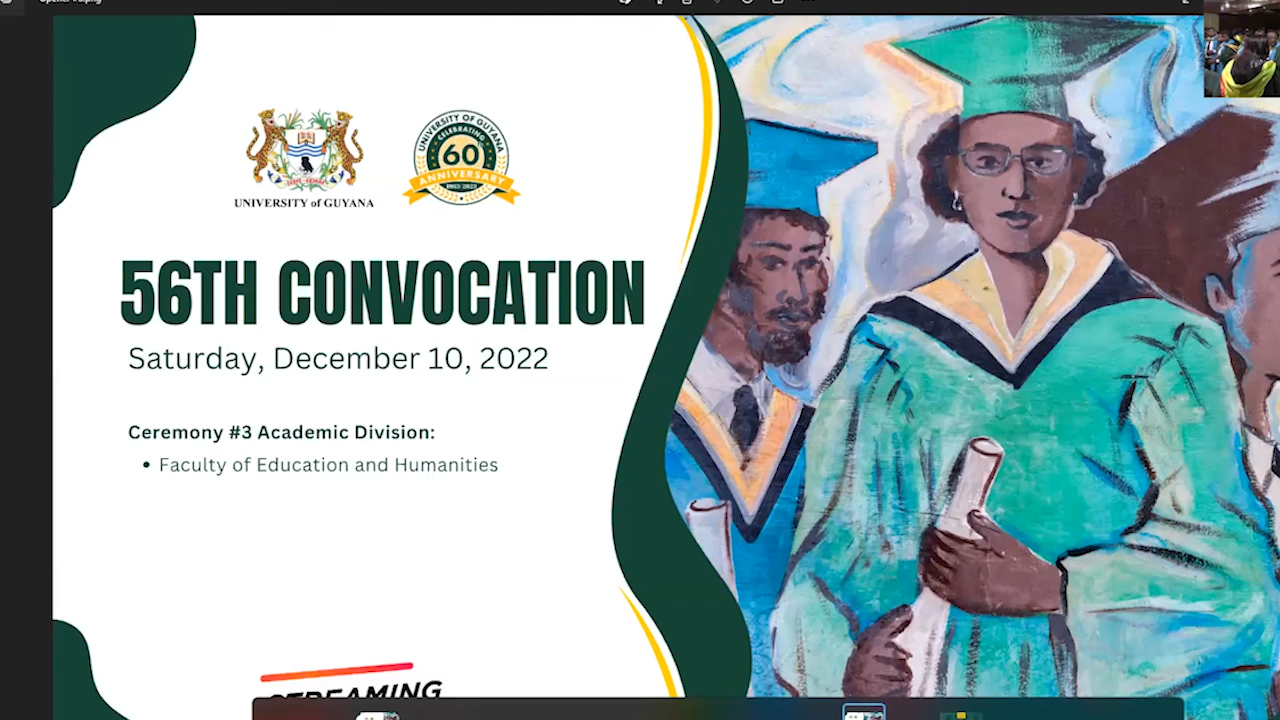 UNIVERSITY of GUYANA
UNIVERSITY OF GUYANA
CELEBRATING
60
ANNIVERSARY
56TH CONVOCATION
Saturday, December 10, 2022
Ceremony #3 Academic Division:
• Faculty of Education and Humanities
STREAMING